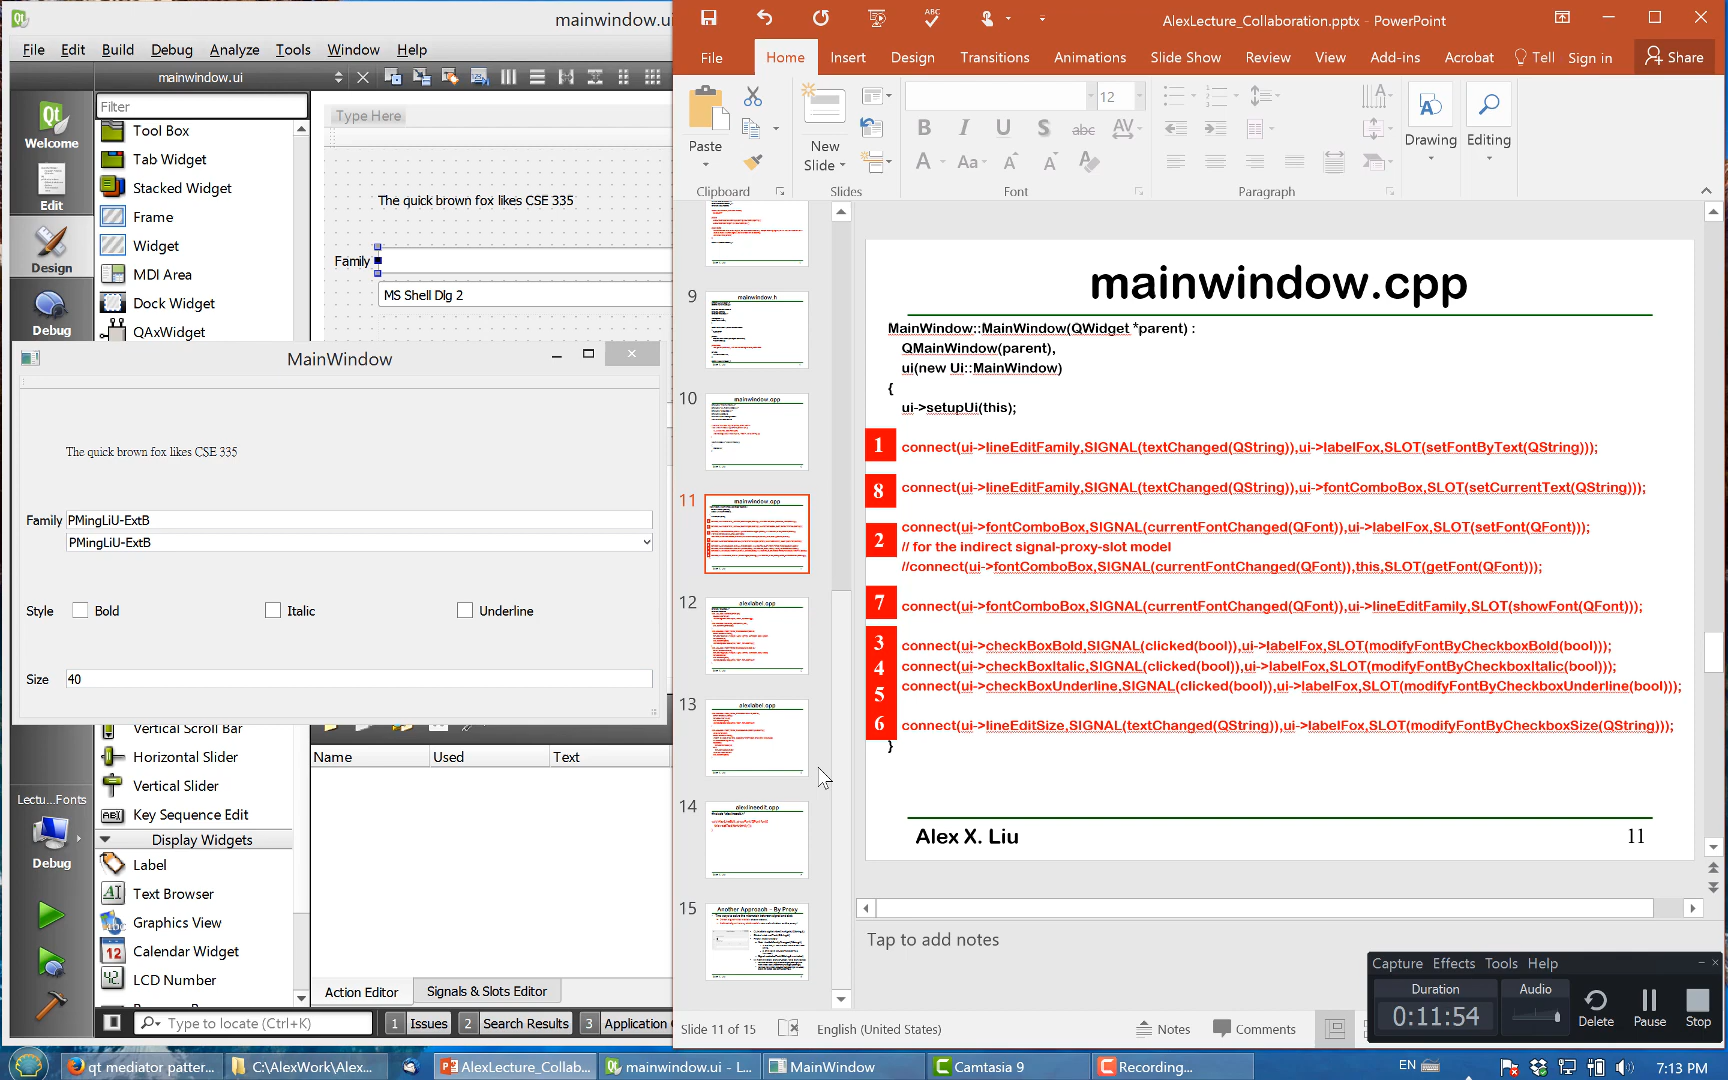 mainwindow.ui
File Edit Build Debug Analyze Tools Window Help
mainwindow.ui
Filter
Welcome
Edit
Design
Debug
Tool Box
Tab Widget
Stacked Widget
Frame
Widget
MDI Area
Dock Widget
QAxWidget
Type Here
The quick brown fox likes CSE 335
Family
MS Shell Dlg 2
MainWindow
The quick brown fox likes CSE 335
Family PMingLiU-ExtB
PMingLiU-ExtB
Style Bold Italic Underline
Size 40
Vertical Scroll Bar
Horizontal Slider
Vertical Slider
Key Sequence Edit
Display Widgets
Label
Text Browser
Graphics View
Calendar Widget
LCD Number
Lectu...Fonts
Debug
Name Used Text
Action Editor Signals & Slots Editor
Type to locate (Ctrl+K) 1 Issues 2 Search Results 3 Application
AlexLecture_Collaboration.pptx - PowerPoint
File Home Insert Design Transitions Animations Slide Show Review View Add-ins Acrobat Tell Sign in Share
Paste
New
Slide
12
Drawing
Editing
Clipboard Slides Font Paragraph
9
mainwindow.h
10
mainwindow.cpp
11
mainwindow.cpp
12
alexlabel.cpp
13
alexlabel.cpp
14
alexlineedit.cpp
15
Another Approach - By Proxy
mainwindow.cpp
MainWindow::MainWindow(QWidget *parent) :
QMainWindow(parent),
ui(new Ui::MainWindow)
{
ui->setupUi(this);
1 connect(ui->lineEditFamily,SIGNAL(textChanged(QString)),ui->labelFox,SLOT(setFontByText(QString)));
8 connect(ui->lineEditFamily,SIGNAL(textChanged(QString)),ui->fontComboBox,SLOT(setCurrentText(QString)));
2 connect(ui->fontComboBox,SIGNAL(currentFontChanged(QFont)),ui->labelFox,SLOT(setFont(QFont)));
// for the indirect signal-proxy-slot model
//connect(ui->fontComboBox,SIGNAL(currentFontChanged(QFont)),this,SLOT(getFont(QFont)));
7 connect(ui->fontComboBox,SIGNAL(currentFontChanged(QFont)),ui->lineEditFamily,SLOT(showFont(QFont)));
3 connect(ui->checkBoxBold,SIGNAL(clicked(bool)),ui->labelFox,SLOT(modifyFontByCheckboxBold(bool)));
4 connect(ui->checkBoxItalic,SIGNAL(clicked(bool)),ui->labelFox,SLOT(modifyFontByCheckboxItalic(bool)));
5 connect(ui->checkBoxUnderline,SIGNAL(clicked(bool)),ui->labelFox,SLOT(modifyFontByCheckboxUnderline(bool)));
6 connect(ui->lineEditSize,SIGNAL(textChanged(QString)),ui->labelFox,SLOT(modifyFontByCheckboxSize(QString)));
}
Alex X. Liu 11
Tap to add notes
Slide 11 of 15 English (United States) Notes Comments
Capture Effects Tools Help
Duration Audio
0:11:54 Delete Pause Stop
qt mediator patter... C:\AlexWork\Alex... AlexLecture_Collab... mainwindow.ui - L... MainWindow Camtasia 9 Recording... EN 7:13 PM